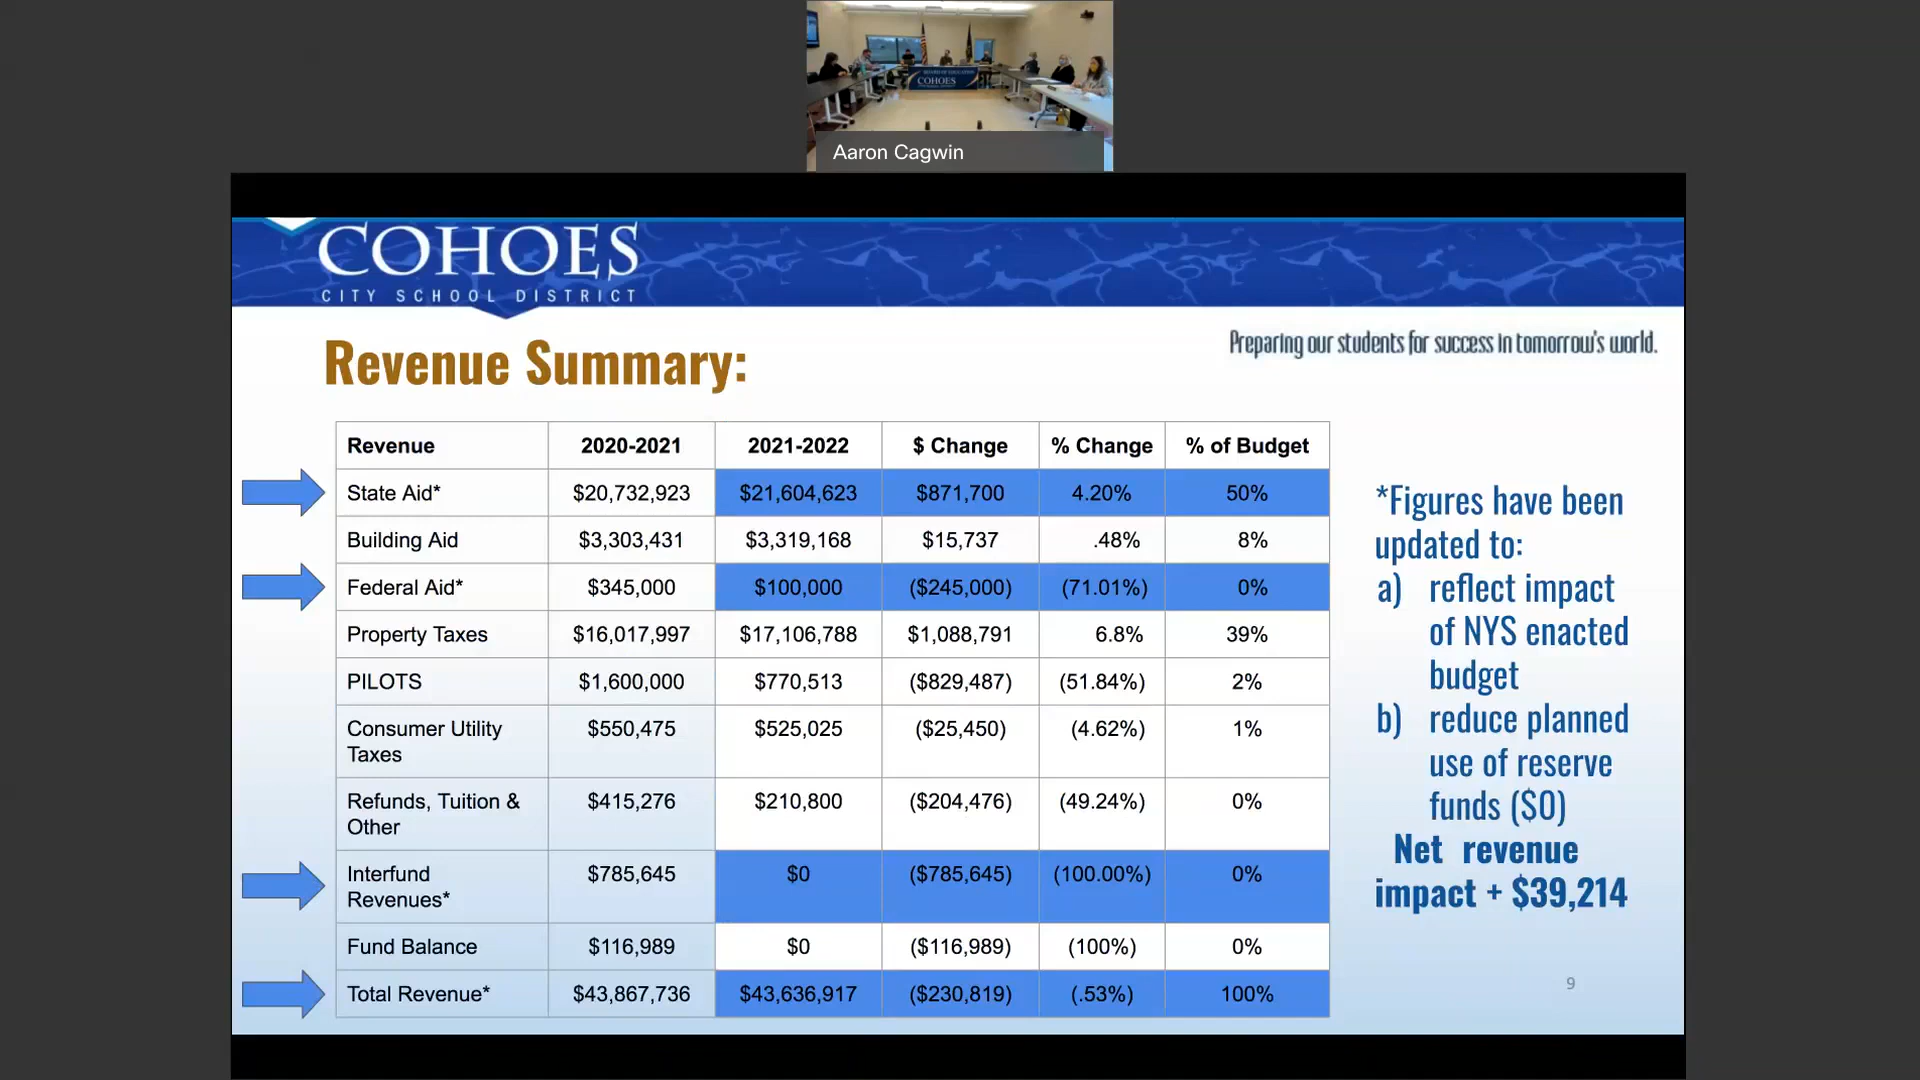 BOARD OF EDUCATION
COHOES
Aaron Cagwin
COHOES
CITY SCHOOL DISTRICT
Preparing our students for success in tomorrow's world.
Revenue Summary:
Revenue 2020-2021 2021-2022 $ Change % Change % of Budget
State Aid* $20,732,923 $21,604,623 $871,700 4.20% 50%
Building Aid $3,303,431 $3,319,168 $15,737 .48% 8%
Federal Aid* $345,000 $100,000 ($245,000) (71.01%) 0%
Property Taxes $16,017,997 $17,106,788 $1,088,791 6.8% 39%
PILOTS $1,600,000 $770,513 ($829,487) (51.84%) 2%
Consumer Utility $550,475 $525,025 ($25,450) (4.62%) 1%
Taxes
Refunds, Tuition & $415,276 $210,800 ($204,476) (49.24%) 0%
Other
Interfund $785,645 $0 ($785,645) (100.00%) 0%
Revenues*
Fund Balance $116,989 $0 ($116,989) (100%) 0%
Total Revenue* $43,867,736 $43,636,917 ($230,819) (.53%) 100%
*Figures have been
updated to:
a) reflect impact
of NYS enacted
budget
b) reduce planned
use of reserve
funds ($0)
Net revenue
impact + $39,214
9